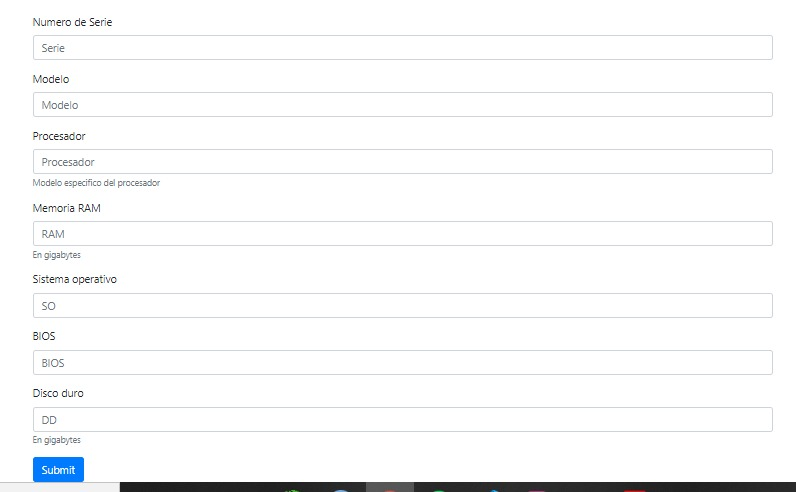 Numero de Serie
Serie
Modelo
Modelo
Procesador
Procesador
Modelo especifico del procesador
Memoria RAM
RAM
En gigabytes
Sistema operativo
SO
BIOS
BIOS
Disco duro
DD
En gigabytes
Submit